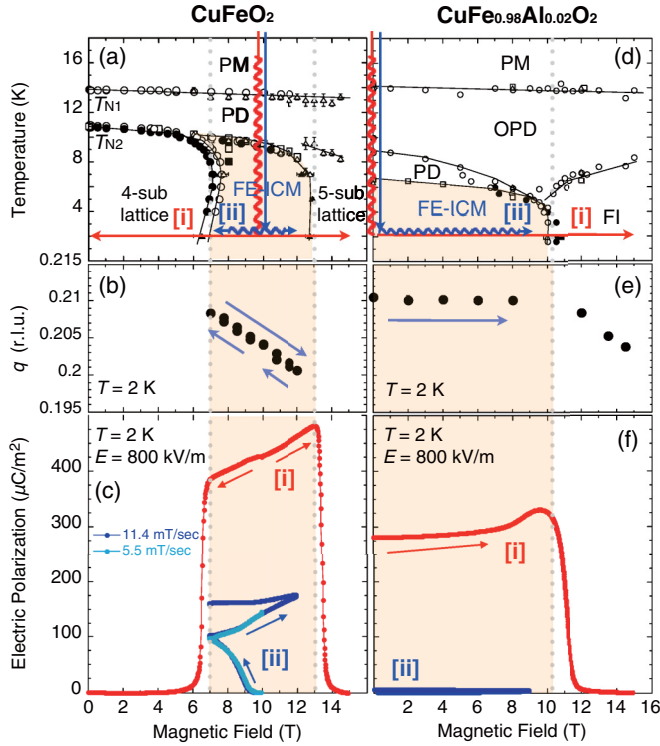 CuFeO2
CuFe0.98Al0.02O2
Temperature (K)
18
16
12
8
4
0.215
(a)
PM
TN1
PD
TN2
4-sub
lattice
FE-ICM
5-sub
lattice
[i]
[ii]
(d)
PM
OPD
PD
FE-ICM
[ii]
[i]
FI
q (r.l.u.)
0.21
0.205
0.2
0.195
(b)
T = 2 K
(e)
T = 2 K
Electric Polarization (μC/m2)
400
300
200
100
0
T = 2 K
E = 800 kV/m
(c)
[i]
11.4 mT/sec
5.5 mT/sec
[ii]
T = 2 K
E = 800 kV/m
(f)
[i]
[ii]
0 2 4 6 8 10 12 14
0 2 4 6 8 10 12 14 16
Magnetic Field (T)
Magnetic Field (T)